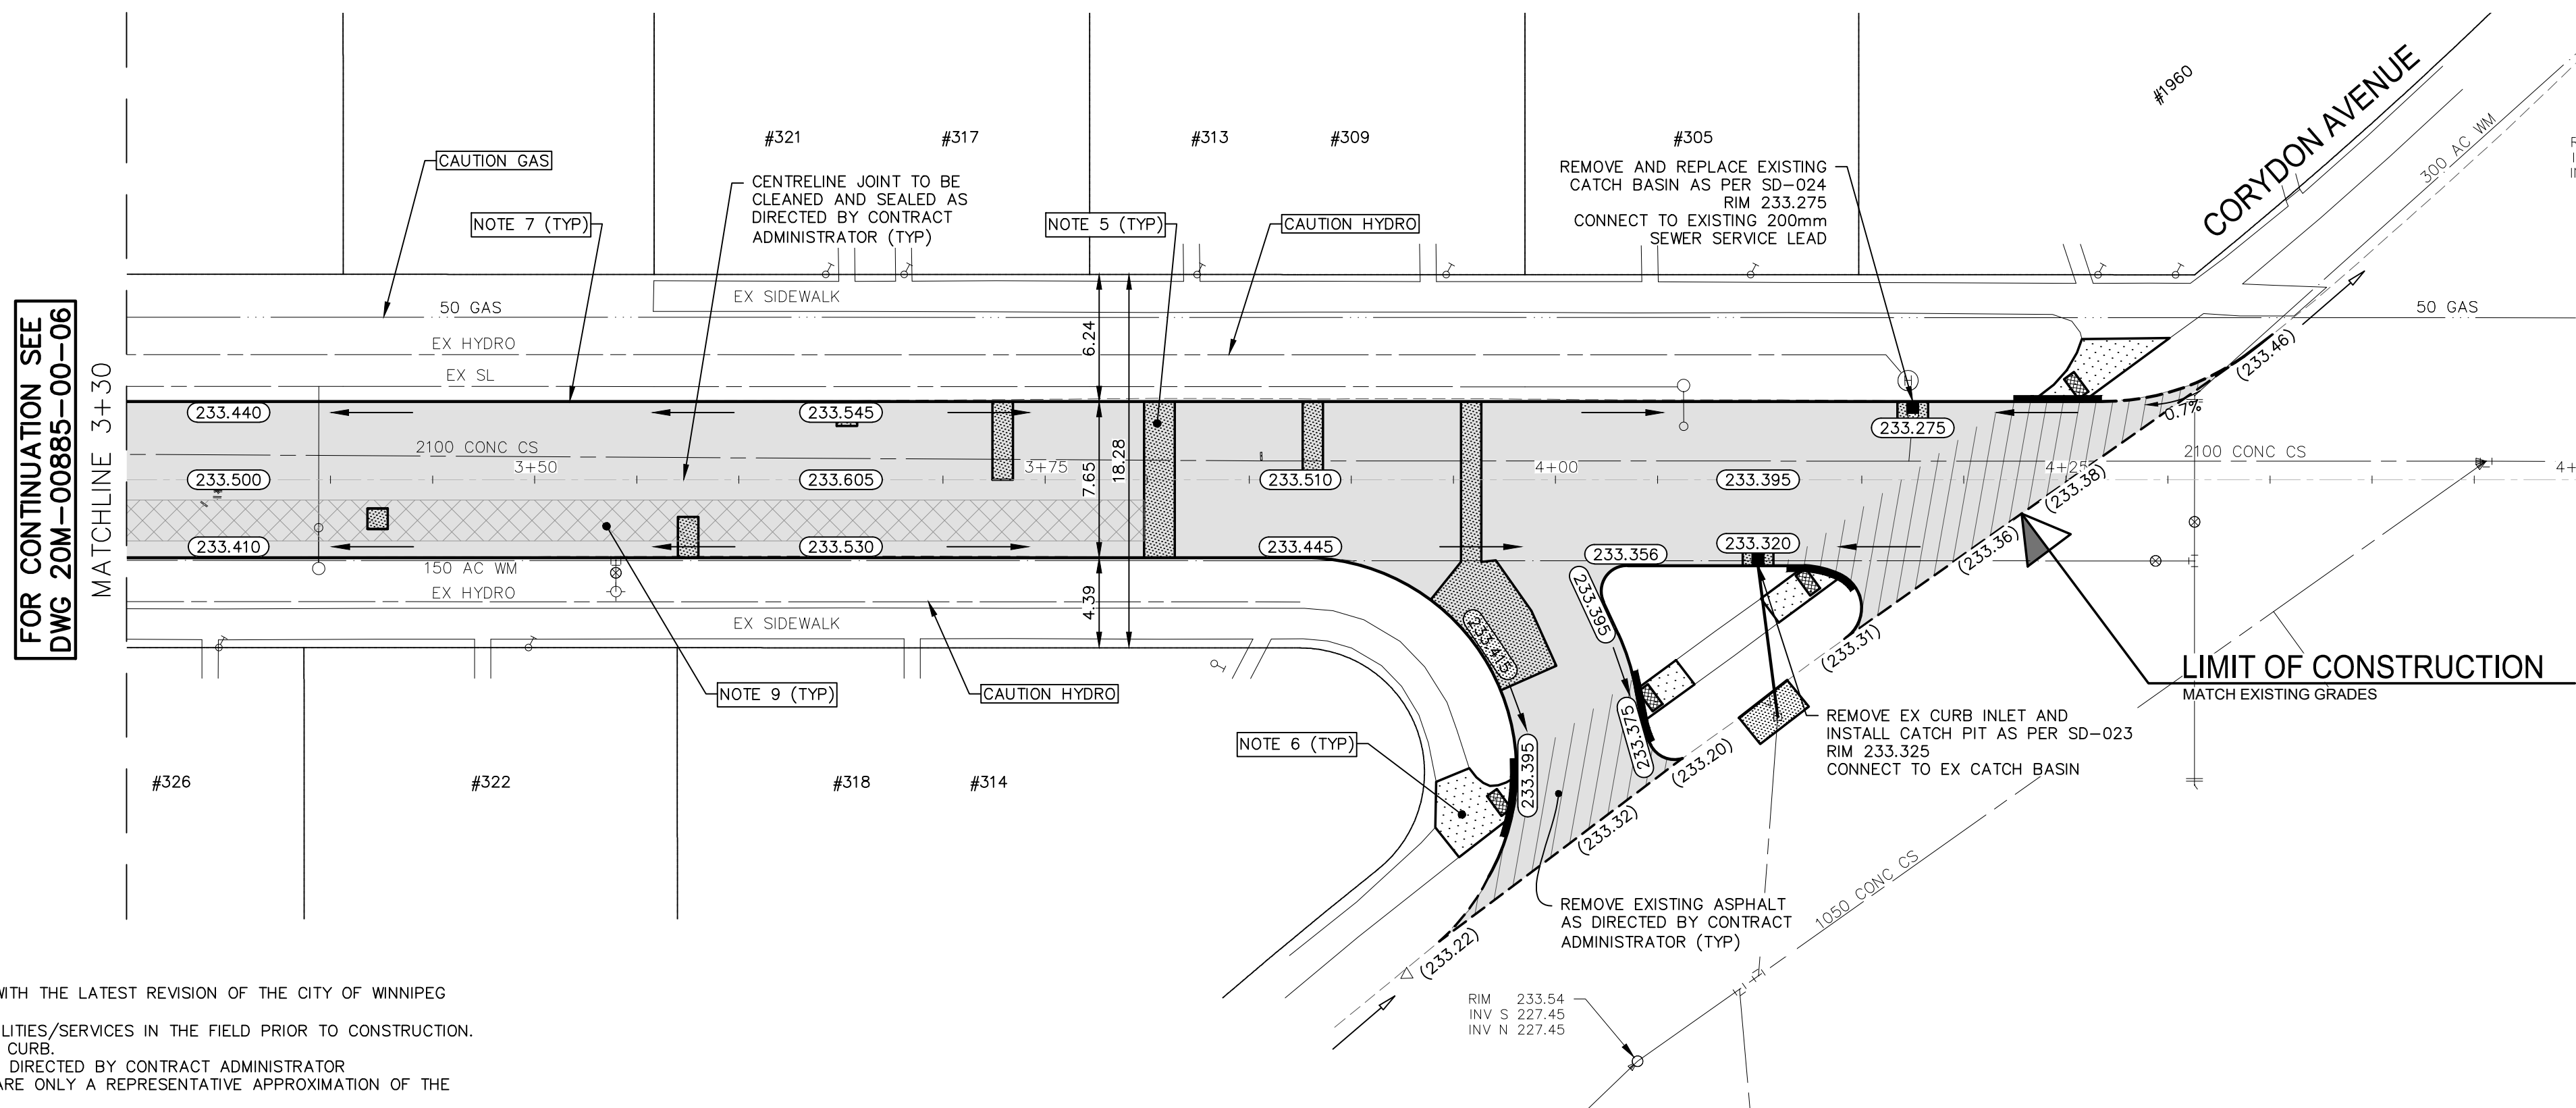 FOR CONTINUATION SEE
DWG 20M-00885-00-06
MATCHLINE 3+30
CAUTION GAS
NOTE 7 (TYP)
#321
#317
CENTRELINE JOINT TO BE
CLEANED AND SEALED AS
DIRECTED BY CONTRACT
ADMINISTRATOR (TYP)
NOTE 5 (TYP)
#313
#309
CAUTION HYDRO
#305
REMOVE AND REPLACE EXISTING
CATCH BASIN AS PER SD-024
RIM 233.275
CONNECT TO EXISTING 200mm
SEWER SERVICE LEAD
#1960
CORYDON AVENUE
300 AC WM
50 GAS
EX SIDEWALK
50 GAS
EX HYDRO
EX SL
6.24
7.65
18.28
4.39
H
(233.46)
0.7%
233.440
233.545
233.275
2100 CONC CS
2100 CONC CS
3+50
3+75
4+00
4+25
4+
233.500
233.605
233.510
233.395
(233.38)
233.410
233.530
233.445
233.356
233.320
(233.36)
150 AC WM
EX HYDRO
EX SIDEWALK
233.415
233.395
(233.31)
LIMIT OF CONSTRUCTION
MATCH EXISTING GRADES
NOTE 9 (TYP)
CAUTION HYDRO
NOTE 6 (TYP)
233.395
233.375
(233.20)
REMOVE EX CURB INLET AND
INSTALL CATCH PIT AS PER SD-023
RIM 233.325
CONNECT TO EX CATCH BASIN
#326
#322
#318
#314
(233.32)
REMOVE EXISTING ASPHALT
AS DIRECTED BY CONTRACT
ADMINISTRATOR (TYP)
1050 CONC CS
(233.22)
RIM 233.54
INV S 227.45
INV N 227.45
WITH THE LATEST REVISION OF THE CITY OF WINNIPEG
LITIES/SERVICES IN THE FIELD PRIOR TO CONSTRUCTION.
CURB.
DIRECTED BY CONTRACT ADMINISTRATOR
ARE ONLY A REPRESENTATIVE APPROXIMATION OF THE